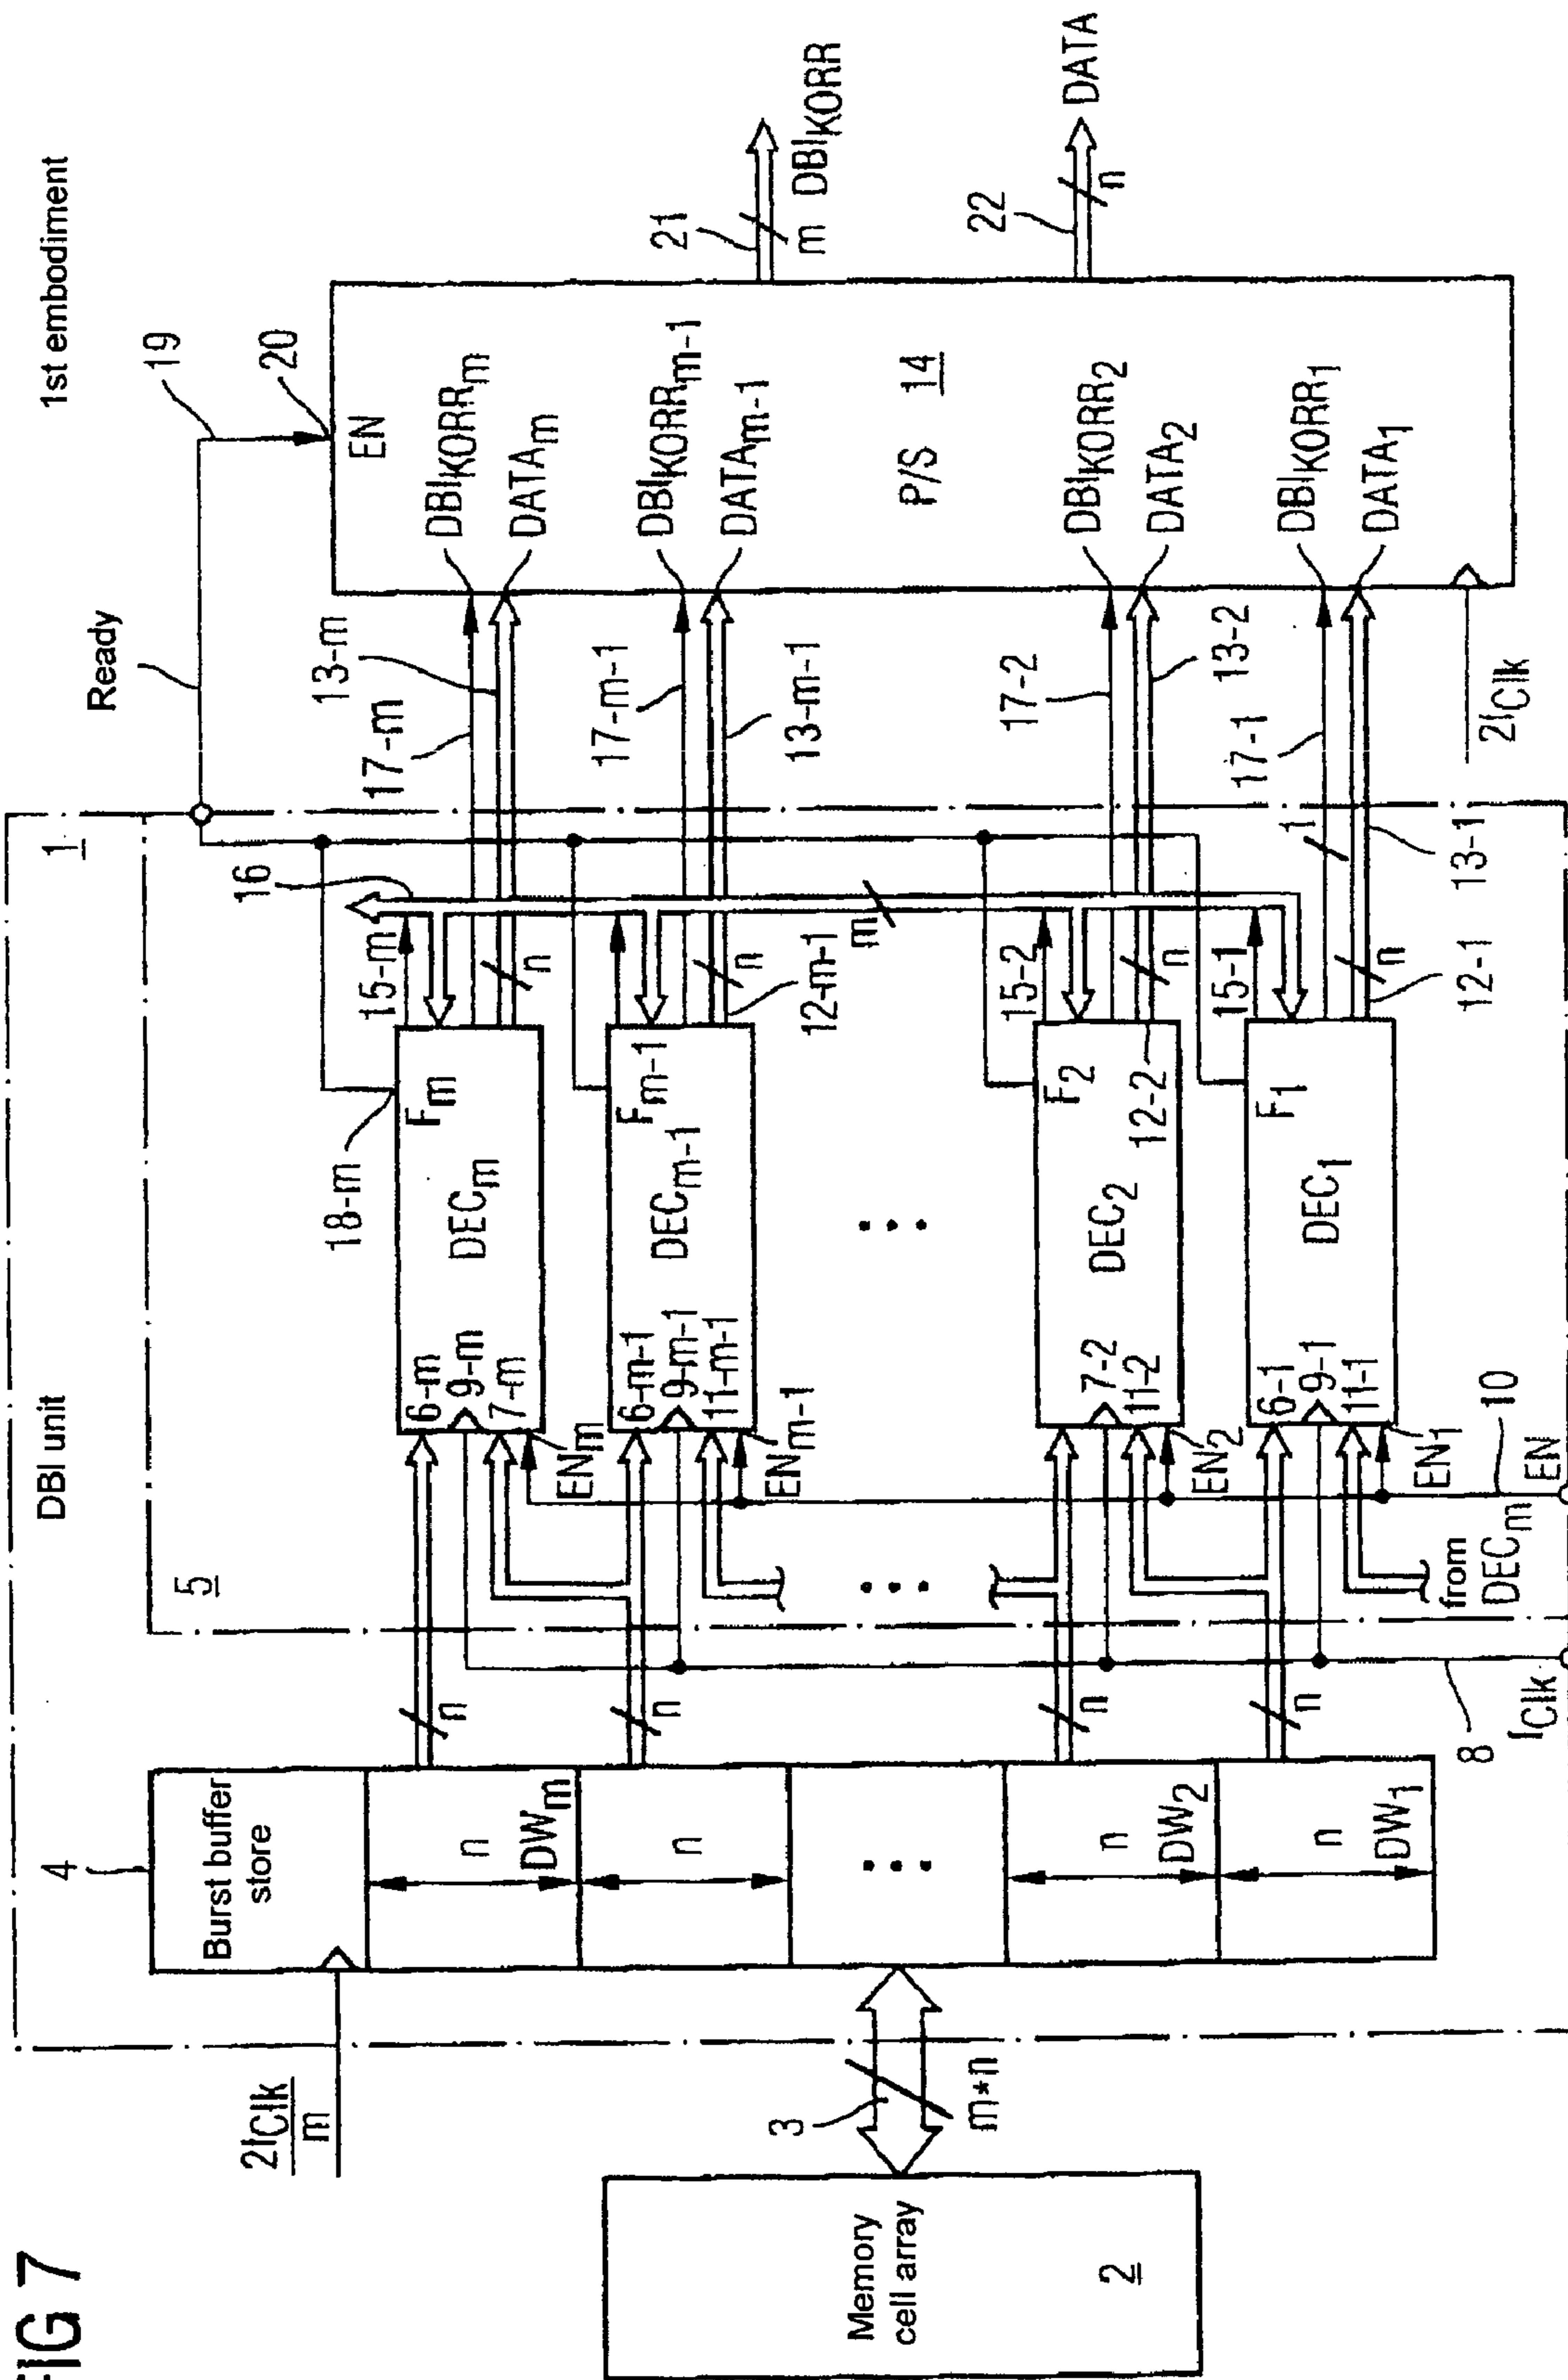 FIG 7
1st embodiment
DBI unit
1
5
Ready
19
20
EN
Memory
cell array
2
3
m*n
2fClk
m
4
Burst buffer
store
n
DWm
n
...
n
DW2
n
DW1
n
n
n
n
8
fClk
10
EN
from
DECm
...
6-m
9-m
7-m
ENm
DECm
Fm
18-m
6-m-1
9-m-1
11-m-1
ENm-1
DECm-1
Fm-1
...
7-2
11-2
EN2
DEC2
F2
12-2
6-1
9-1
11-1
EN1
DEC1
F1
16
15-m
n
n
12-m-1
m
15-2
n
15-1
1
n
12-1
17-m
13-m
17-m-1
13-m-1
17-2
13-2
17-1
13-1
DBIKORRm
DATAm
DBIKORRm-1
DATAm-1
P/S 14
DBIKORR2
DATA2
DBIKORR1
DATA1
2fClk
21
m
DBIKORR
22
n
DATA